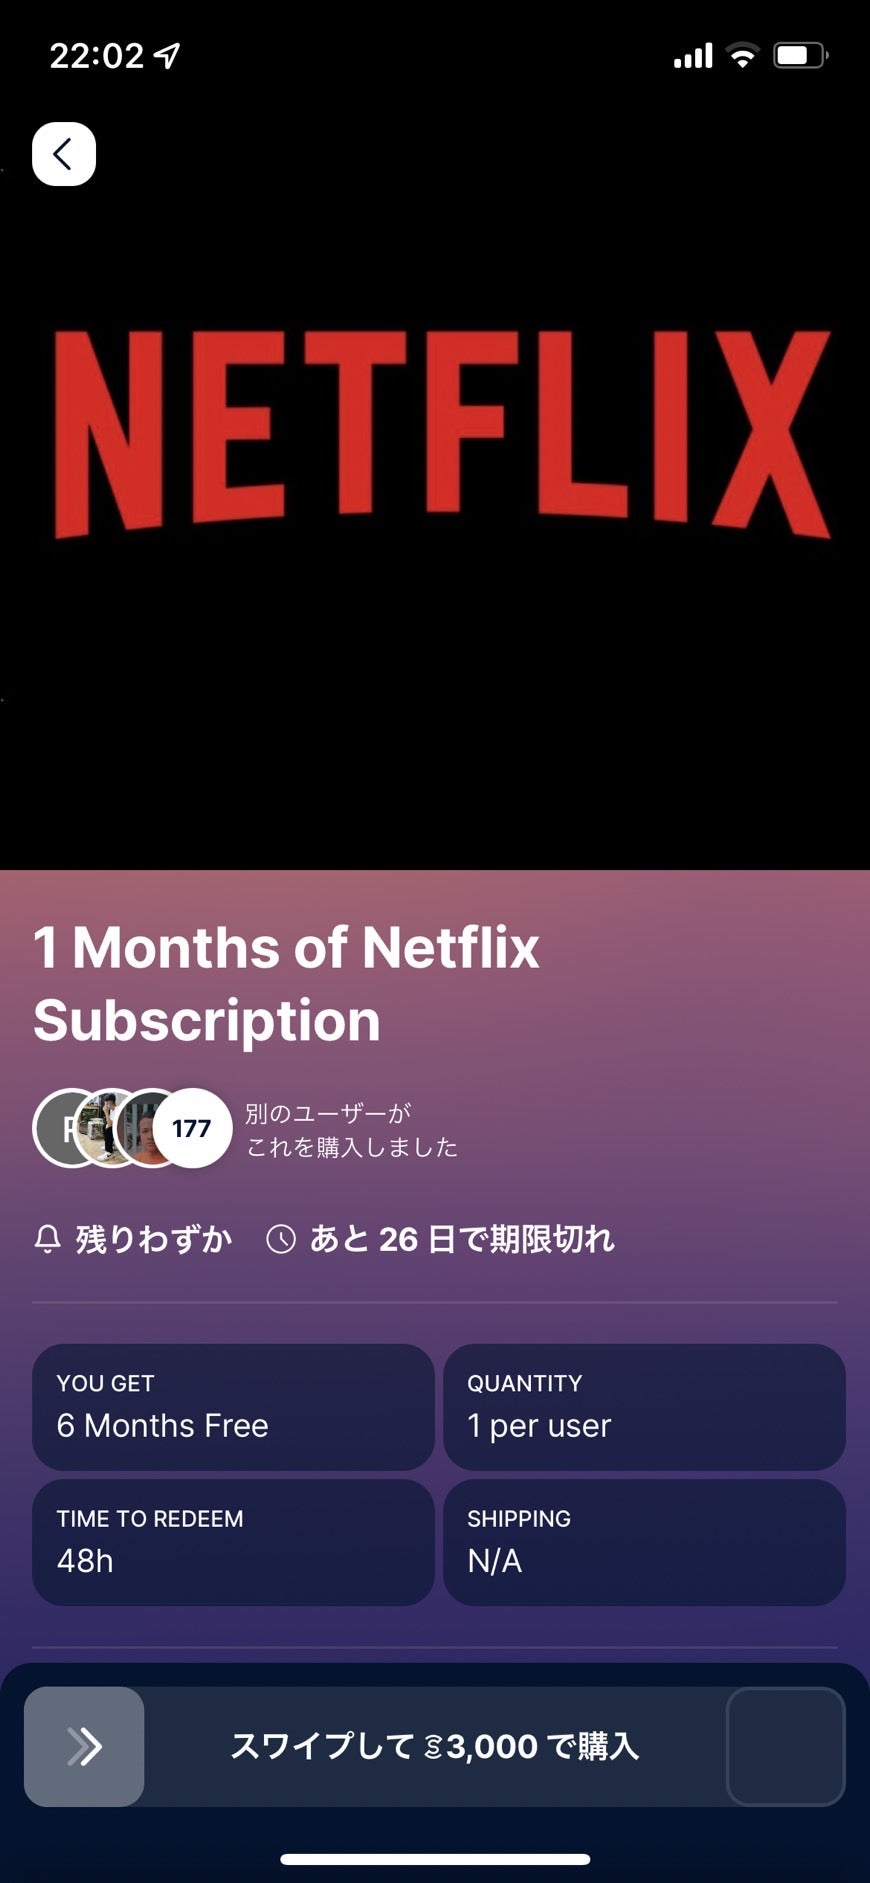 22:02
NETFLIX
1 Months of Netflix
Subscription
177
別のユーザーが
これを購入しました
残りわずか あと 26 日で期限切れ
YOU GET
6 Months Free
QUANTITY
1 per user
TIME TO REDEEM
48h
SHIPPING
N/A
スワイプして 3,000 で購入